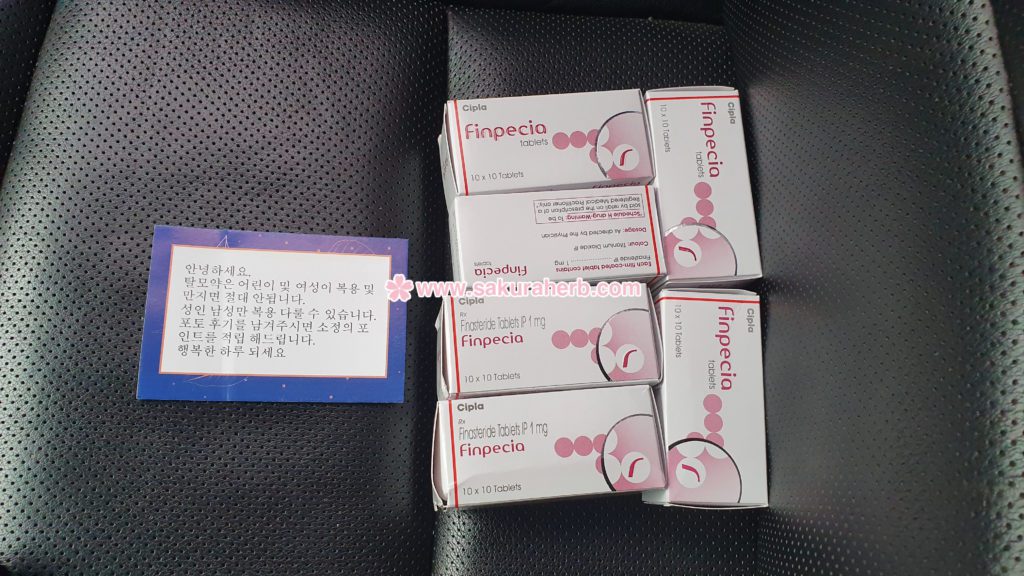 안녕하세요.
탈모약은 어린이 및 여성이 복용 및
만지면 절대 안됩니다.
성인 남성만 복용 다룰 수 있습니다.
포토 후기를 남겨주시면 소정의 포
인트를 적립 해드립니다.
행복한 하루 되세요
Cipla
Finpecia
tablets
10 x 10 Tablets
Cipla
Finpecia
tablets
10 x 10 Tablets
Each film-coated tablet contains
Finasteride IP .............. 1 mg
Colour: Titanium Dioxide IP
Dosage: As directed by the Physician
Schedule H drug-Warning: To be
sold by retail on the prescription of a
Registered Medical Practitioner only.
Finpecia
tablets
www.sakuraherb.com
Cipla
Rx
Finasteride Tablets IP 1 mg
Finpecia
10 x 10 Tablets
Cipla
Finpecia
tablets
10 x 10 Tablets
Cipla
Rx
Finasteride Tablets IP 1 mg
Finpecia
10 x 10 Tablets